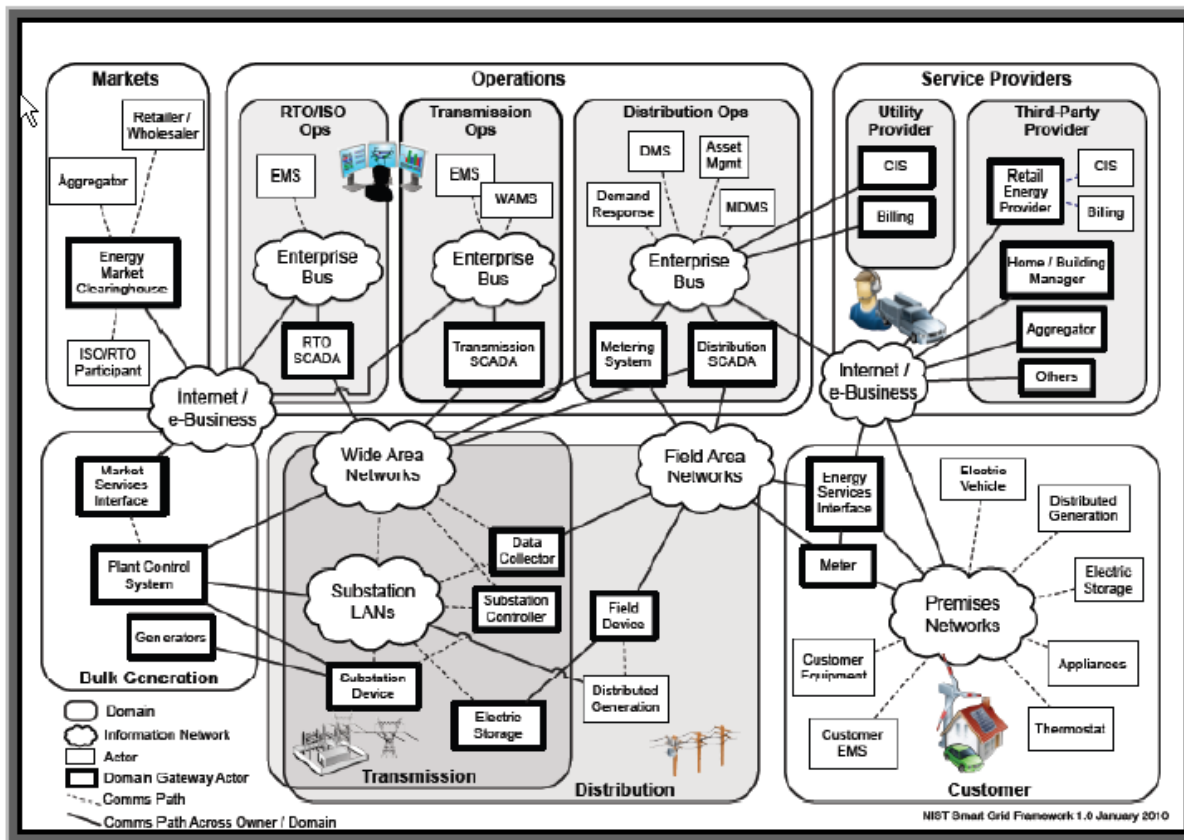 Markets
Operations
Service Providers
Retailer /
Wholesaler
Aggregator
Energy
Market
Clearinghouse
ISO/RTO
Participant
RTO/ISO
Ops
EMS
Enterprise
Bus
RTO
SCADA
Transmission
Ops
EMS
WAMS
Enterprise
Bus
Transmission
SCADA
Distribution Ops
DMS
Asset
Mgmt
Demand
Response
MDMS
Enterprise
Bus
Metering
System
Distribution
SCADA
Utility
Provider
CIS
Billing
Third-Party
Provider
Retail
Energy
Provider
CIS
Billing
Home / Building
Manager
Aggregator
Others
Internet /
e-Business
Internet /
e-Business
Market
Services
Interface
Plant Control
System
Generators
Bulk Generation
Wide Area
Networks
Field Area
Networks
Data
Collector
Substation
LANs
Substation
Controller
Substation
Device
Electric
Storage
Field
Device
Distributed
Generation
Transmission
Distribution
Energy
Services
Interface
Meter
Electric
Vehicle
Distributed
Generation
Electric
Storage
Premises
Networks
Appliances
Thermostat
Customer
Equipment
Customer
EMS
Customer
Domain
Information Network
Actor
Domain Gateway Actor
Comms Path
Comms Path Across Owner / Domain
NIST Smart Grid Framework 1.0 January 2010